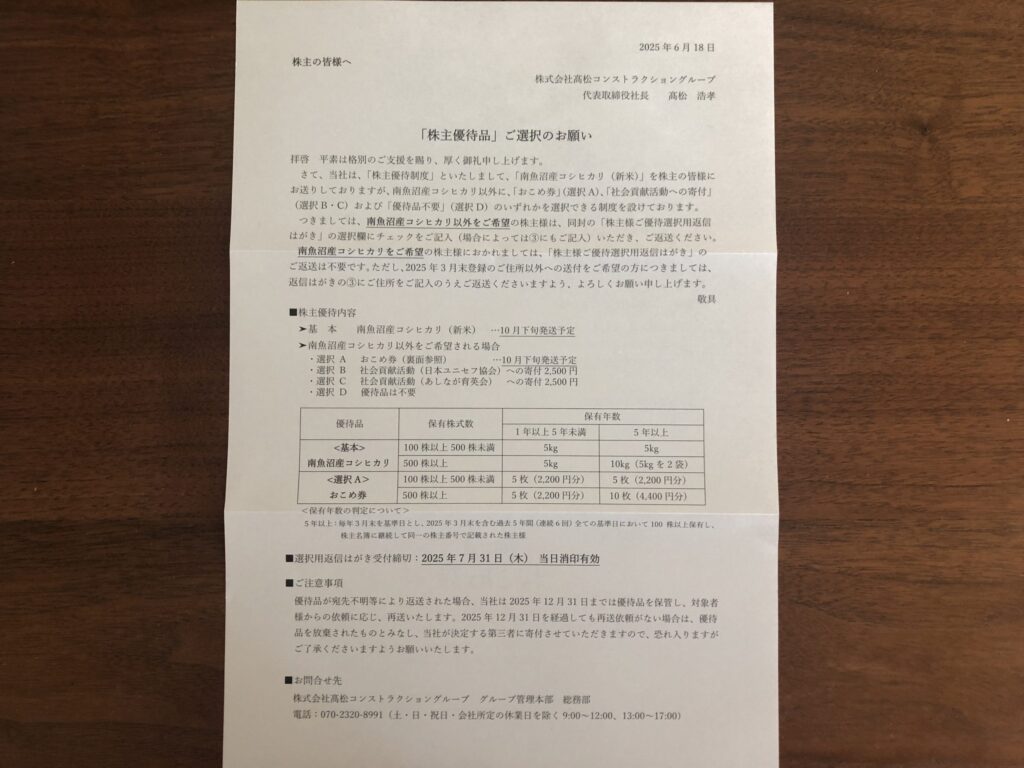 2025年6月18日
株主の皆様へ
株式会社髙松コンストラクショングループ
代表取締役社長　髙松　浩孝
「株主優待品」ご選択のお願い
拝啓　平素は格別のご支援を賜り、厚く御礼申し上げます。
さて、当社は、「株主優待制度」といたしまして、「南魚沼産コシヒカリ（新米）」を株主の皆様に
お送りしておりますが、南魚沼産コシヒカリ以外に、「おこめ券」（選択A）、「社会貢献活動への寄付」
（選択B・C）および「優待品不要」（選択D）のいずれかを選択できる制度を設けております。
つきましては、南魚沼産コシヒカリ以外をご希望の株主様は、同封の「株主様ご優待選択用返信
はがき」の選択欄にチェックをご記入（場合によっては③にもご記入）いただき、ご返送ください。
南魚沼産コシヒカリをご希望の株主様におかれましては、「株主様ご優待選択用返信はがき」の
ご返送は不要です。ただし、2025年3月末登録のご住所以外への送付をご希望の方につきましては、
返信はがきの③にご住所をご記入のうえご返送くださいますよう、よろしくお願い申し上げます。
敬具
■株主優待内容
➤基　本　南魚沼産コシヒカリ（新米）　…10月下旬発送予定
➤南魚沼産コシヒカリ以外をご希望される場合
・選択　A　おこめ券（裏面参照）　…10月下旬発送予定
・選択　B　社会貢献活動（日本ユニセフ協会）への寄付2,500円
・選択　C　社会貢献活動（あしなが育英会）　への寄付2,500円
・選択　D　優待品は不要
優待品　保有株式数　保有年数
1年以上5年未満　5年以上
<基本>　100株以上500株未満　5kg　5kg
南魚沼産コシヒカリ　500株以上　5kg　10kg（5kgを2袋）
<選択A>　100株以上500株未満　5枚（2,200円分）　5枚（2,200円分）
おこめ券　500株以上　5枚（2,200円分）　10枚（4,400円分）
<保有年数の判定について>
5年以上：毎年3月末を基準日とし、2025年3月末を含む過去5年間（連続6回）全ての基準日において100株以上保有し、
株主名簿に継続して同一の株主番号で記載された株主様
■選択用返信はがき受付締切：2025年7月31日（木）　当日消印有効
■ご注意事項
優待品が宛先不明等により返送された場合、当社は2025年12月31日までは優待品を保管し、対象者
様からの依頼に応じ、再送いたします。2025年12月31日を経過しても再送依頼がない場合は、優待
品を放棄されたものとみなし、当社が決定する第三者に寄付させていただきますので、恐れ入りますが
ご了承くださいますようお願いいたします。
■お問合せ先
株式会社髙松コンストラクショングループ　グループ管理本部　総務部
電話：070-2320-8991（土・日・祝日・会社所定の休業日を除く9:00～12:00、13:00～17:00）